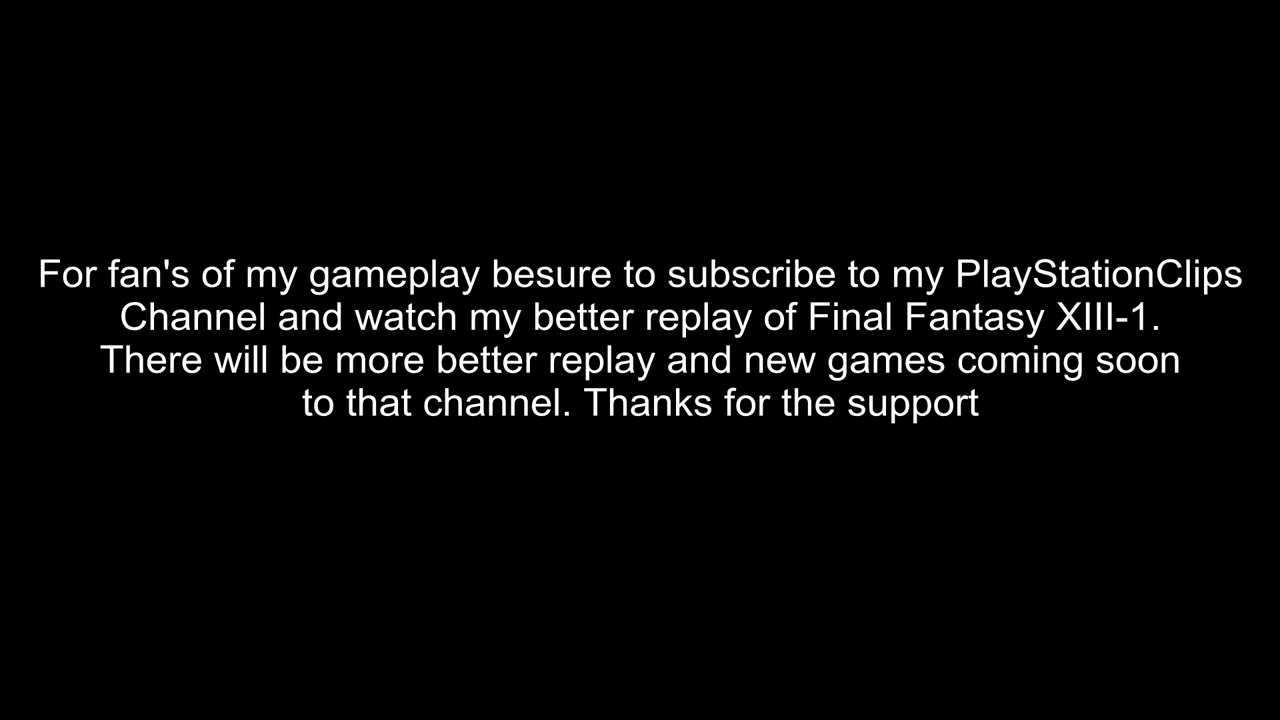 For fan's of my gameplay besure to subscribe to my PlayStationClips
Channel and watch my better replay of Final Fantasy XIII-1.
There will be more better replay and new games coming soon
to that channel. Thanks for the support